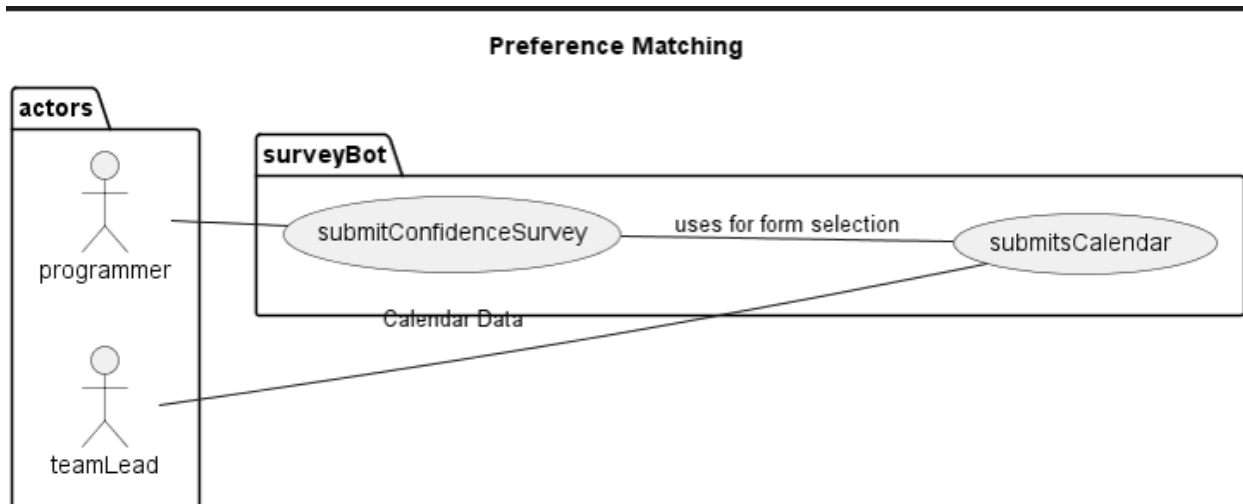 Preference Matching
actors
surveyBot
programmer
submitConfidenceSurvey
uses for form selection
submitsCalendar
Calendar Data
teamLead